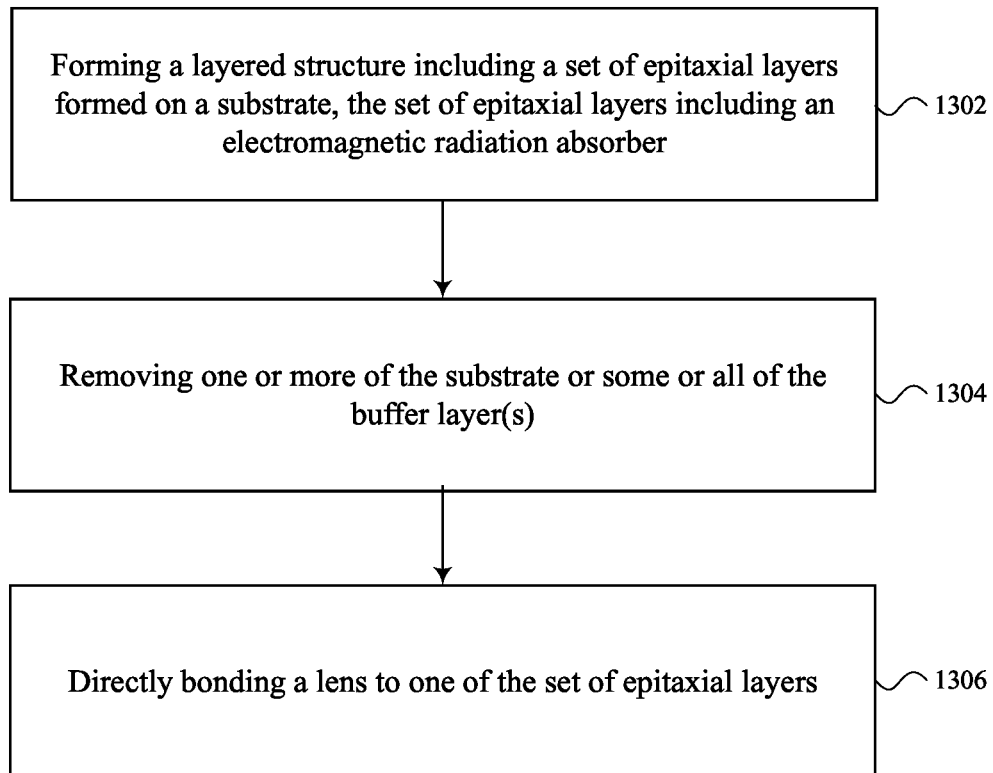 Forming a layered structure including a set of epitaxial layers
formed on a substrate, the set of epitaxial layers including an
electromagnetic radiation absorber
1302
Removing one or more of the substrate or some or all of the
buffer layer(s)
1304
Directly bonding a lens to one of the set of epitaxial layers
1306